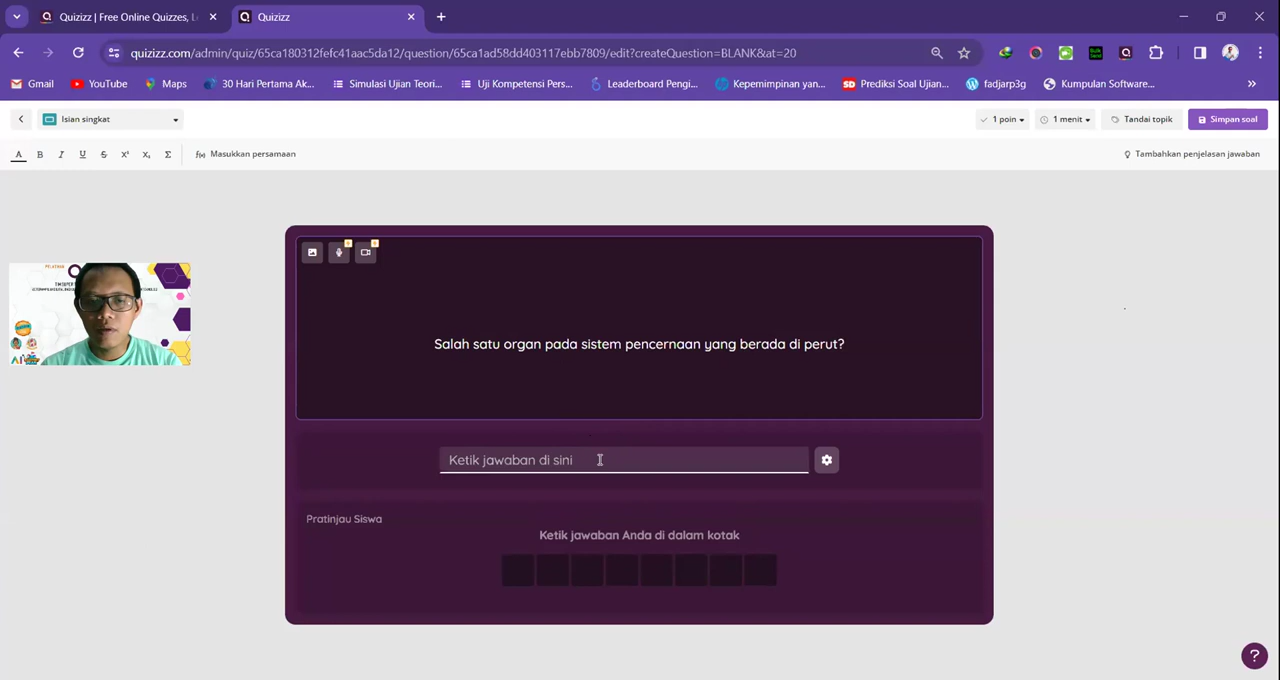 Quizizz | Free Online Quizzes, Le
Quizizz
quizizz.com/admin/quiz/65ca180312fefc41aac5da12/question/65ca1ad58dd403117ebb7809/edit?createQuestion=BLANK&at=20
Gmail
YouTube
Maps
30 Hari Pertama Ak...
Simulasi Ujian Teori...
Uji Kompetensi Pers...
Leaderboard Pengi...
Kepemimpinan yan...
Prediksi Soal Ujian...
fadjarp3g
Kumpulan Software...
»
Isian singkat
1 poin
1 menit
Tandai topik
Simpan soal
A B I U S X² X₂ Σ
f(x) Masukkan persamaan
Tambahkan penjelasan jawaban
Salah satu organ pada sistem pencernaan yang berada di perut?
Ketik jawaban di sini
Pratinjau Siswa
Ketik jawaban Anda di dalam kotak
?